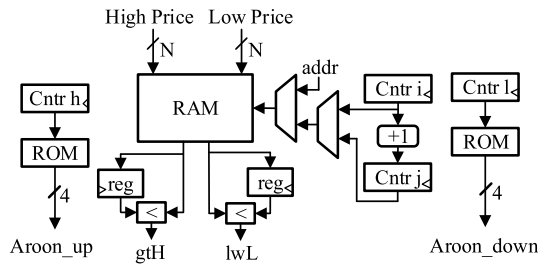 High Price Low Price
N N
addr
Cntr h
RAM
Cntr i
Cntr l
ROM
+1
ROM
reg
reg
Cntr j
4
4
<
<
Aroon_up
gtH
lwL
Aroon_down